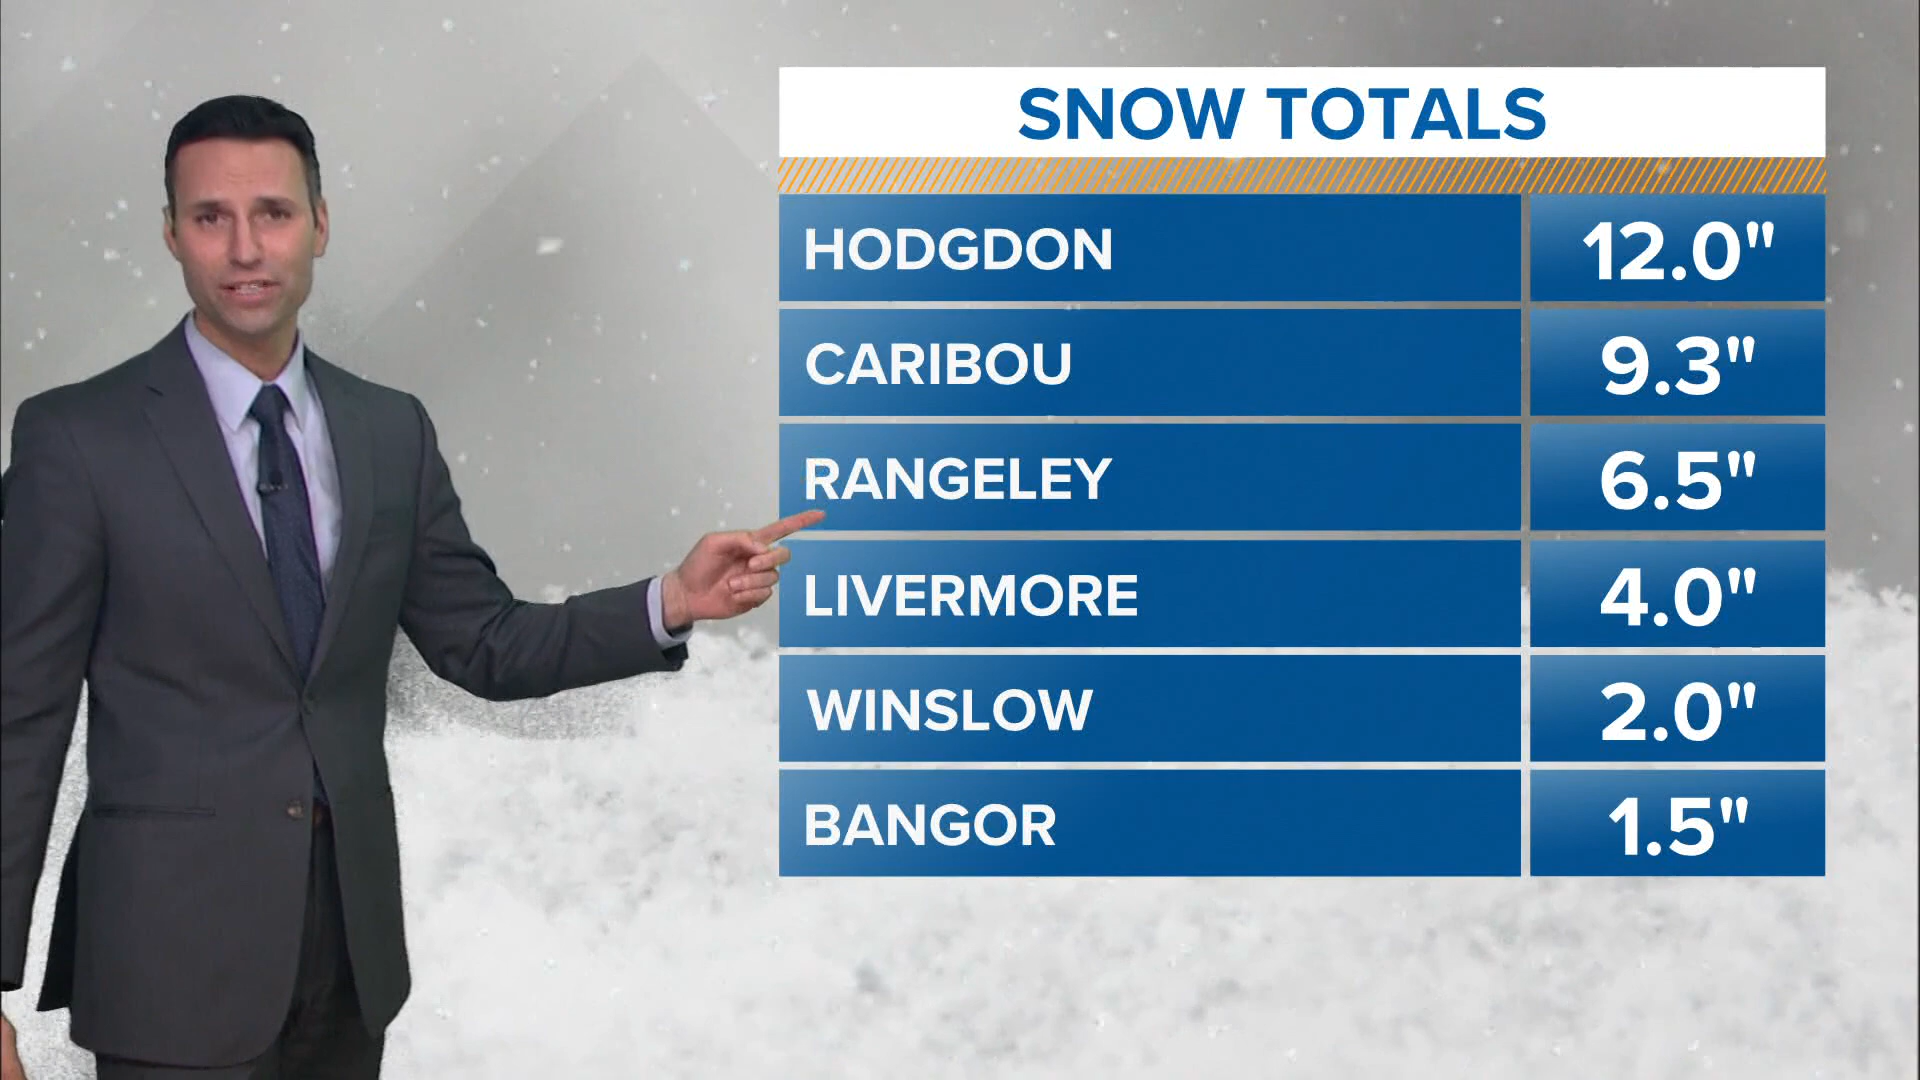 SNOW TOTALS
HODGDON 12.0"
CARIBOU 9.3"
RANGELEY 6.5"
LIVERMORE 4.0"
WINSLOW 2.0"
BANGOR 1.5"